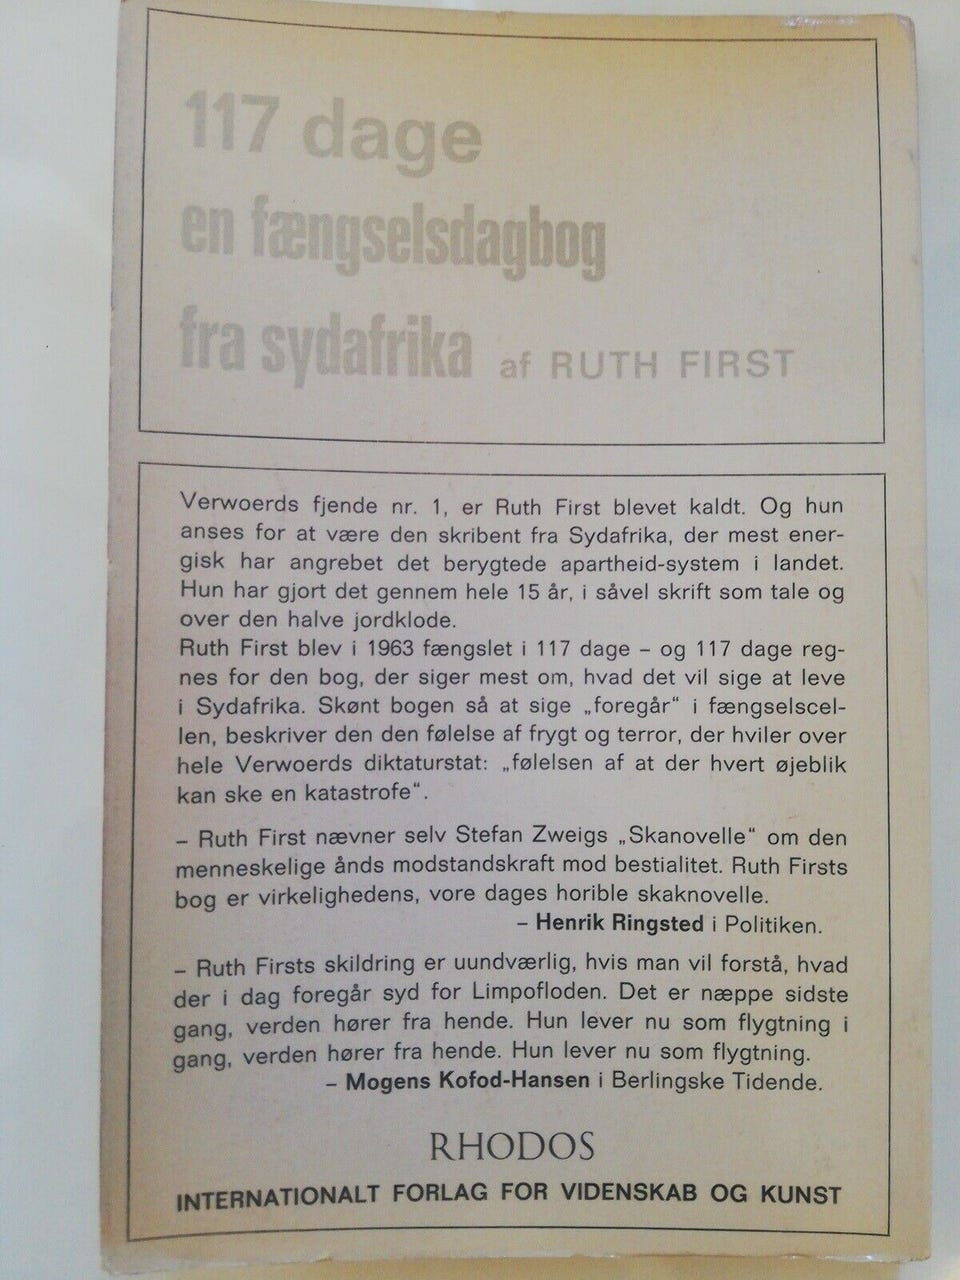 117 dage
en fængselsdagbog
fra sydafrika af RUTH FIRST
Verwoerds fjende nr. 1, er Ruth First blevet kaldt. Og hun
anses for at være den skribent fra Sydafrika, der mest ener-
gisk har angrebet det berygtede apartheid-system i landet.
Hun har gjort det gennem hele 15 år, i såvel skrift som tale og
over den halve jordklode.
Ruth First blev i 1963 fængslet i 117 dage – og 117 dage reg-
nes for den bog, der siger mest om, hvad det vil sige at leve
i Sydafrika. Skønt bogen så at sige „foregår“ i fængselscel-
len, beskriver den den følelse af frygt og terror, der hviler over
hele Verwoerds diktaturstat: „følelsen af at der hvert øjeblik
kan ske en katastrofe“.
– Ruth First nævner selv Stefan Zweigs „Skanovelle“ om den
menneskelige ånds modstandskraft mod bestialitet. Ruth Firsts
bog er virkelighedens, vore dages horible skaknovelle.
– Henrik Ringsted i Politiken.
– Ruth Firsts skildring er uundværlig, hvis man vil forstå, hvad
der i dag foregår syd for Limpofloden. Det er næppe sidste
gang, verden hører fra hende. Hun lever nu som flygtning i
gang, verden hører fra hende. Hun lever nu som flygtning.
– Mogens Kofod-Hansen i Berlingske Tidende.
RHODOS
INTERNATIONALT FORLAG FOR VIDENSKAB OG KUNST